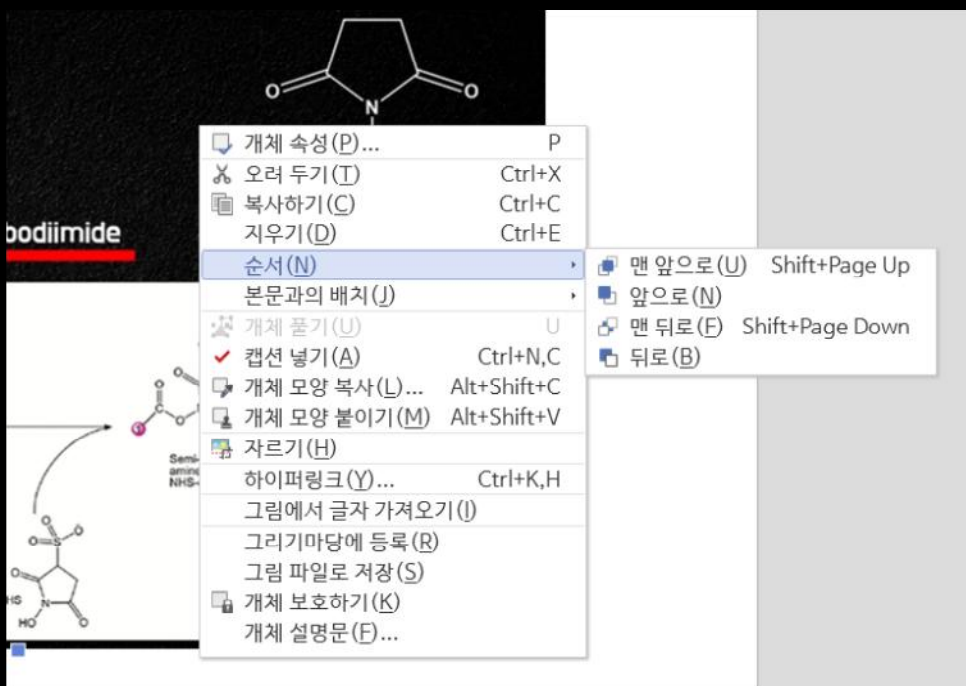 O
O
N
bodiimide
개체 속성(P)... P
오려 두기(T) Ctrl+X
복사하기(C) Ctrl+C
지우기(D) Ctrl+E
순서(N)
맨 앞으로(U) Shift+Page Up
본문과의 배치(J)
앞으로(N)
개체 풀기(U) U
맨 뒤로(F) Shift+Page Down
캡션 넣기(A) Ctrl+N,C
뒤로(B)
개체 모양 복사(L)... Alt+Shift+C
개체 모양 붙이기(M) Alt+Shift+V
자르기(H)
하이퍼링크(Y)... Ctrl+K,H
그림에서 글자 가져오기(I)
그리기마당에 등록(R)
그림 파일로 저장(S)
개체 보호하기(K)
개체 설명문(F)...
O
O
O
1
Semi-
amine
NHS-
O
O
O
S
O
HS
N
O
HO